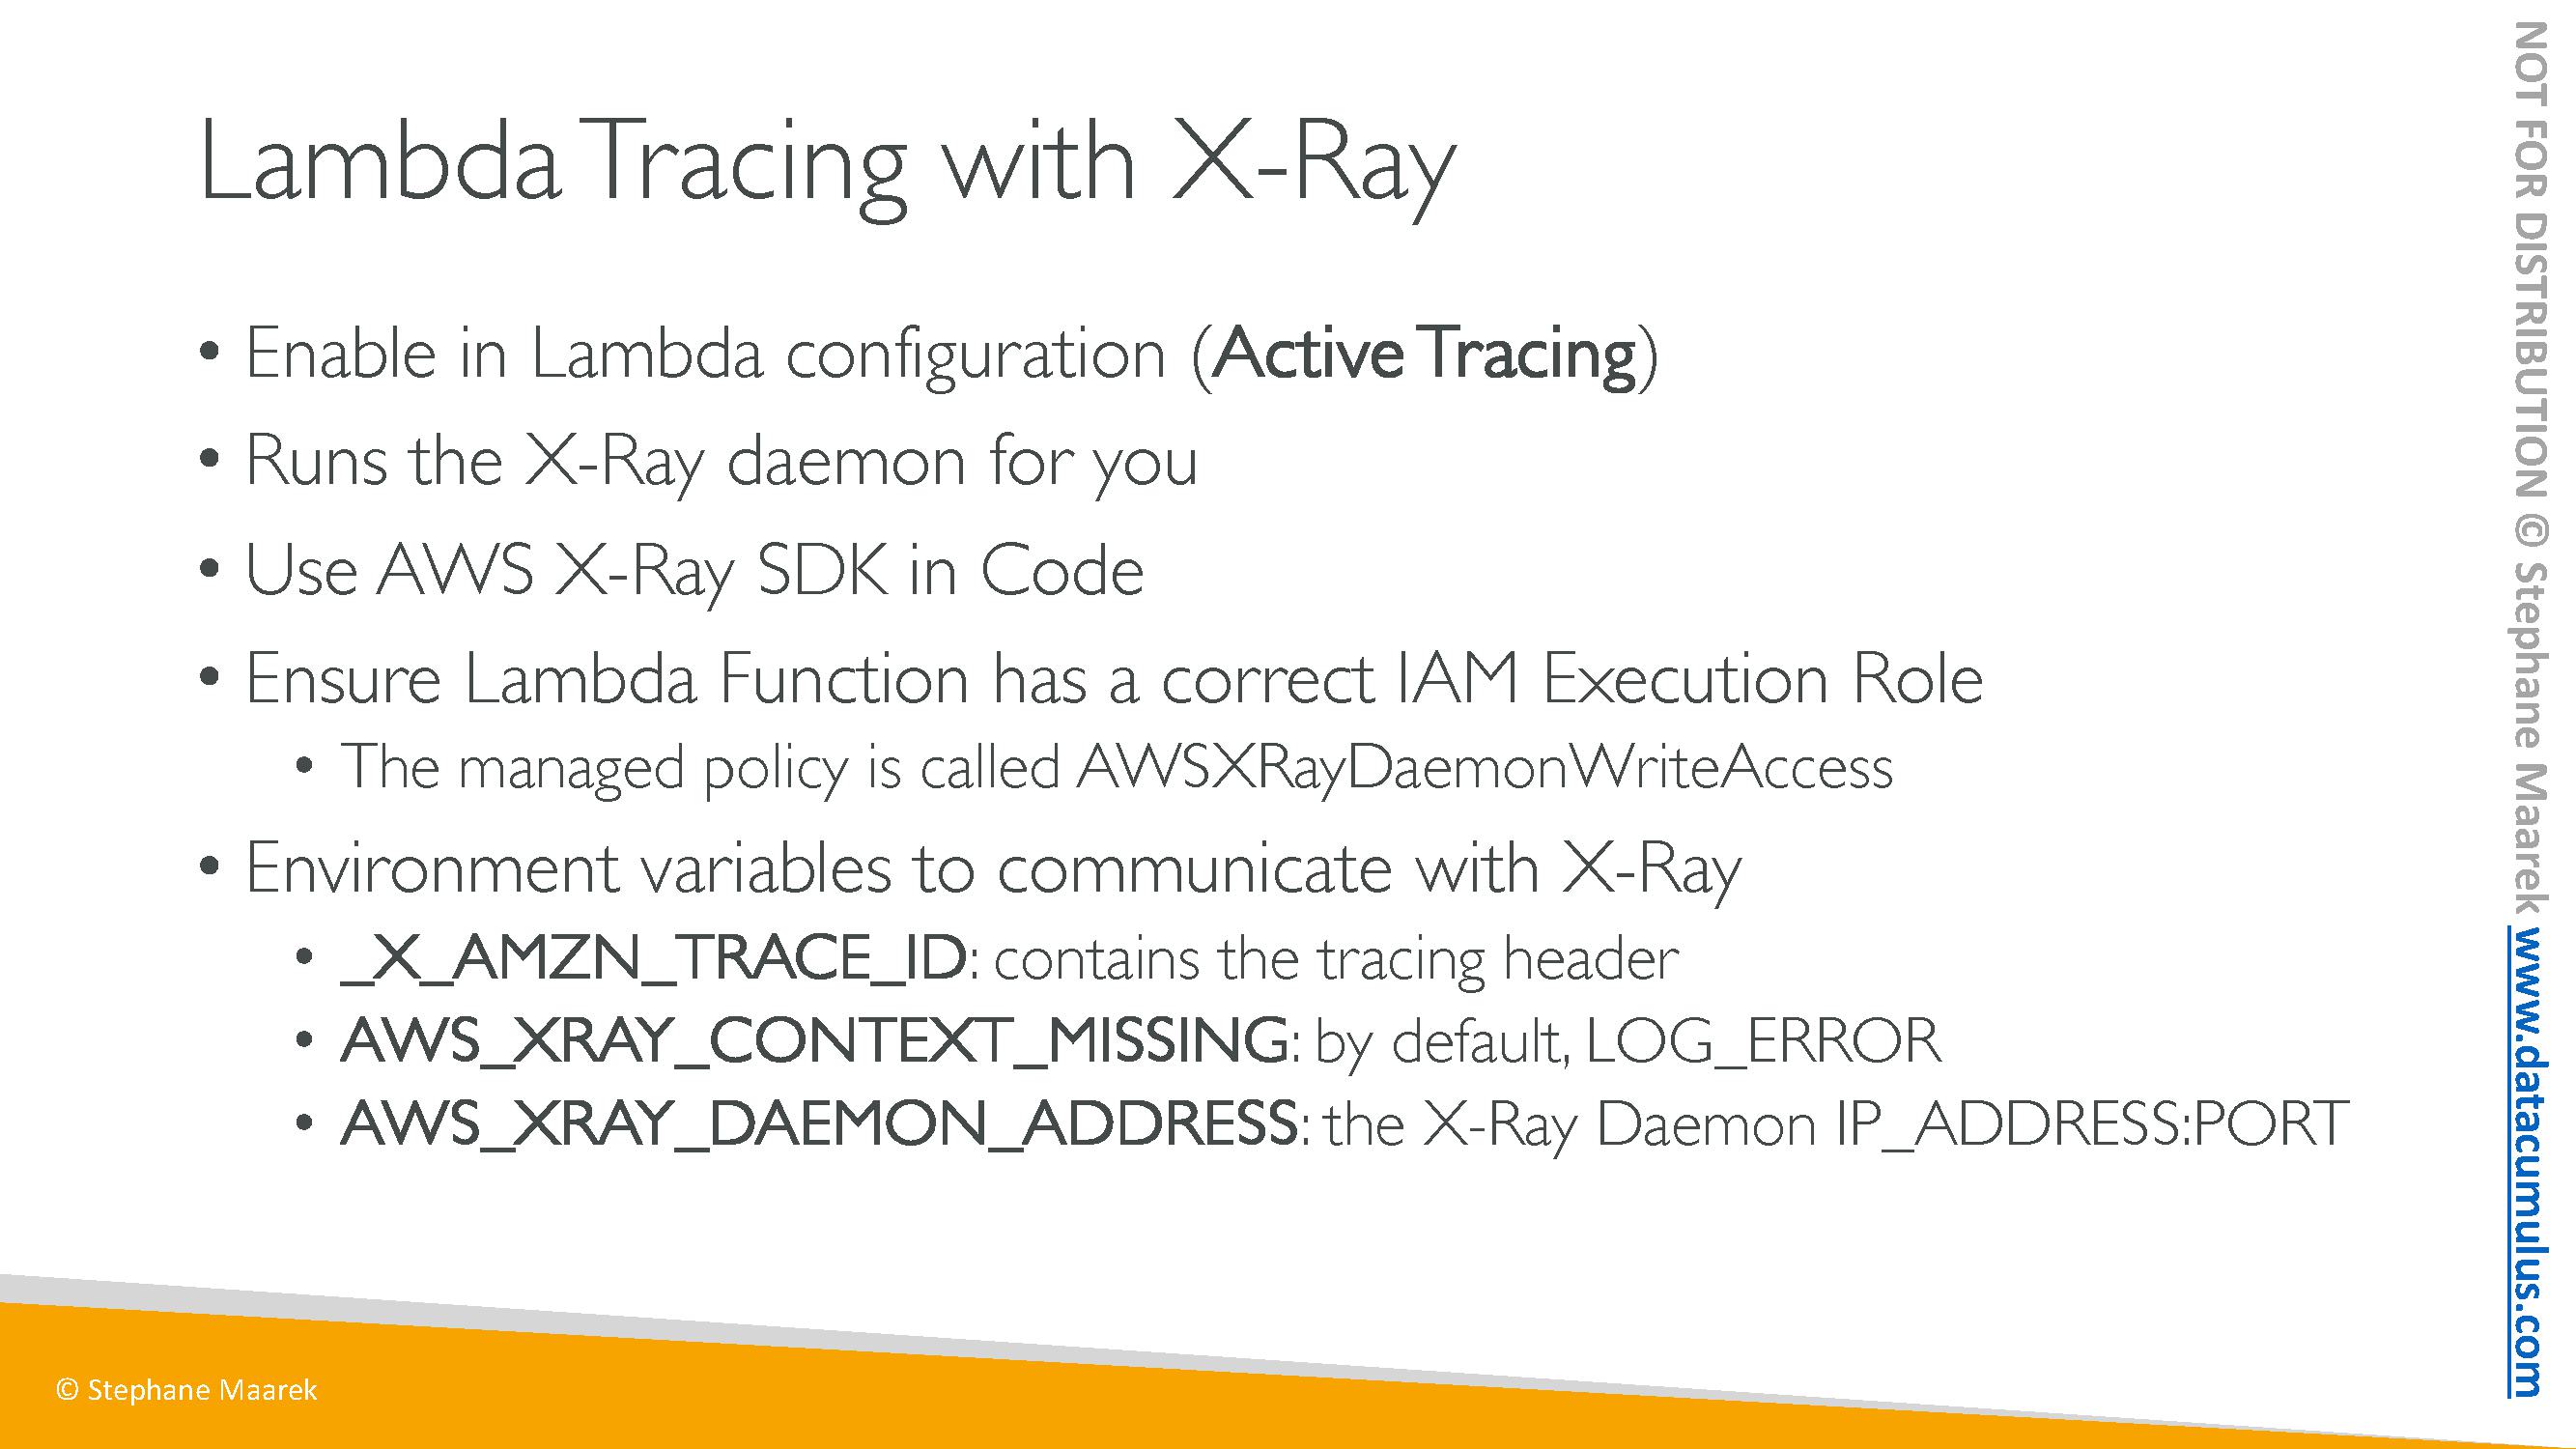 Lambda Tracing with X-Ray
• Enable in Lambda configuration (Active Tracing)
• Runs the X-Ray daemon for you
• Use AWS X-Ray SDK in Code
• Ensure Lambda Function has a correct IAM Execution Role
• The managed policy is called AWSXRayDaemonWriteAccess
• Environment variables to communicate with X-Ray
• _X_AMZN_TRACE_ID: contains the tracing header
• AWS_XRAY_CONTEXT_MISSING: by default, LOG_ERROR
• AWS_XRAY_DAEMON_ADDRESS: the X-Ray Daemon IP_ADDRESS:PORT
© Stephane Maarek
NOT FOR DISTRIBUTION © Stephane Maarek www.datacumulus.com